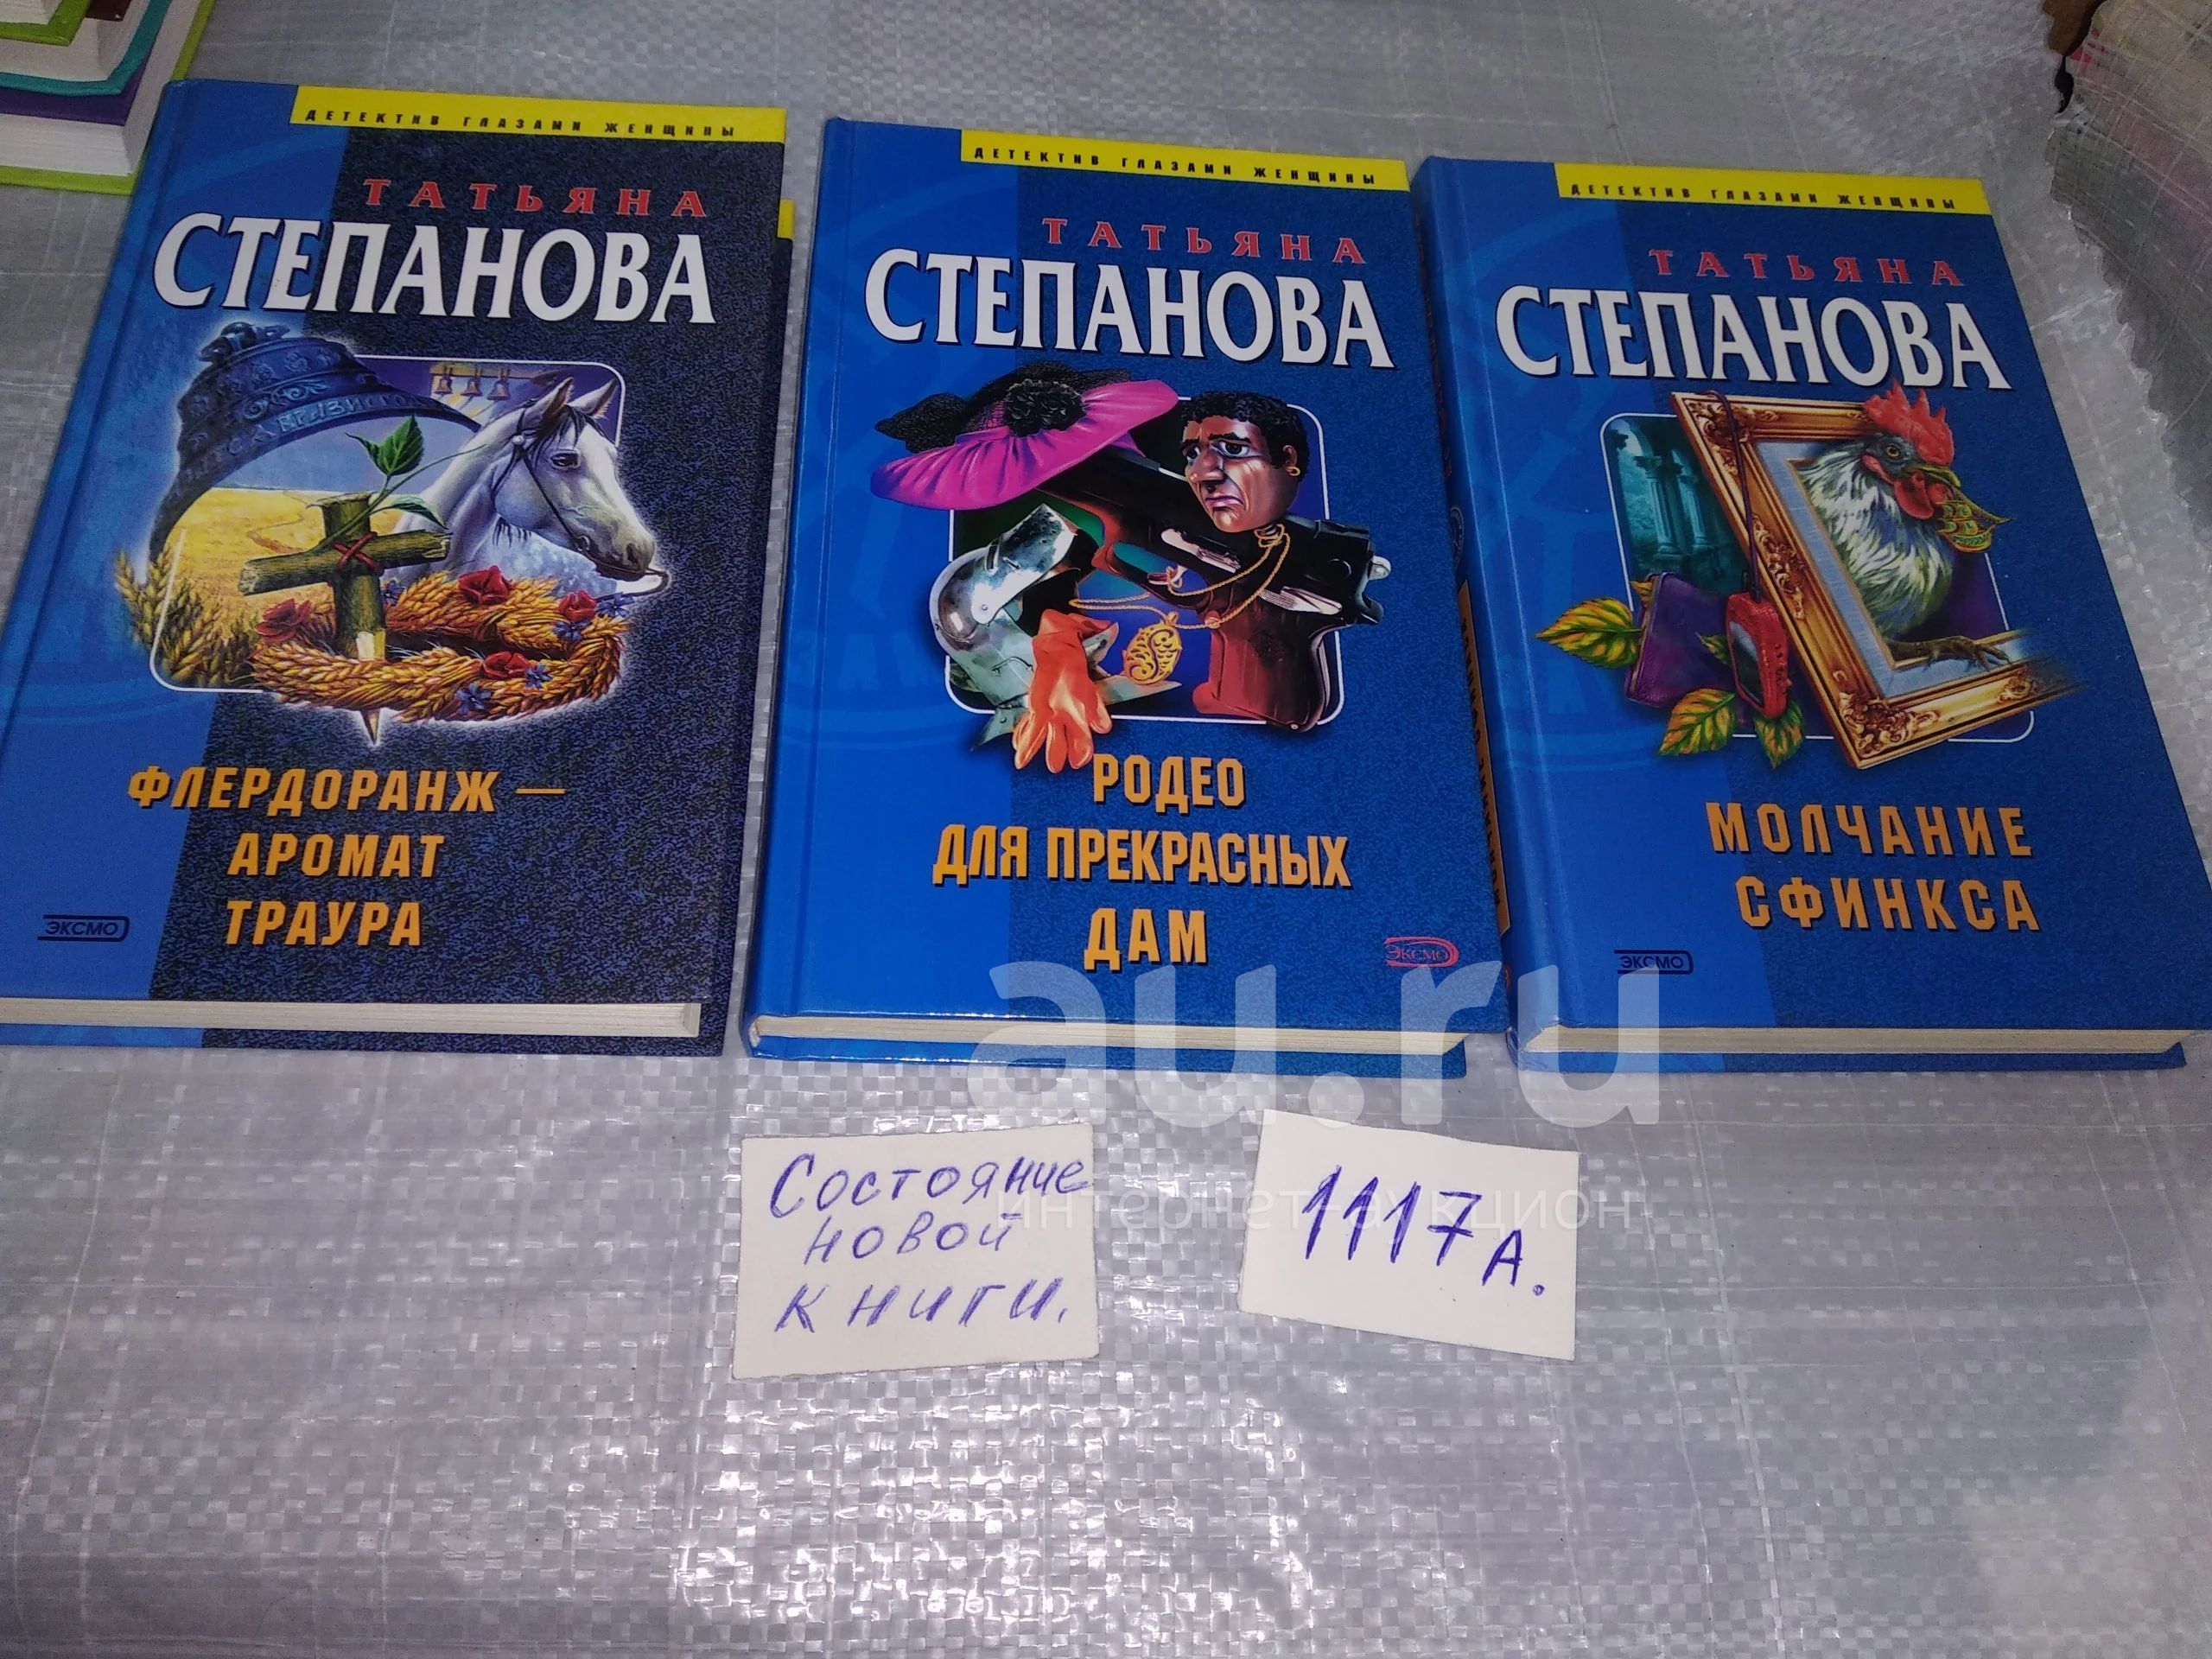 ДЕТЕКТИВ ГЛАЗАМИ ЖЕНЩИНЫ
ТАТЬЯНА
СТЕПАНОВА
ФЛЕРДОРАНЖ —
АРОМАТ
ТРАУРА
ЭКСМО
ДЕТЕКТИВ ГЛАЗАМИ ЖЕНЩИНЫ
ТАТЬЯНА
СТЕПАНОВА
РОДЕО
ДЛЯ ПРЕКРАСНЫХ
ДАМ
ЭКСМО
ДЕТЕКТИВ ГЛАЗАМИ ЖЕНЩИНЫ
ТАТЬЯНА
СТЕПАНОВА
МОЛЧАНИЕ
СФИНКСА
ЭКСМО
au.ru
интернет-аукцион
Состояние
новой
книги.
1117А.